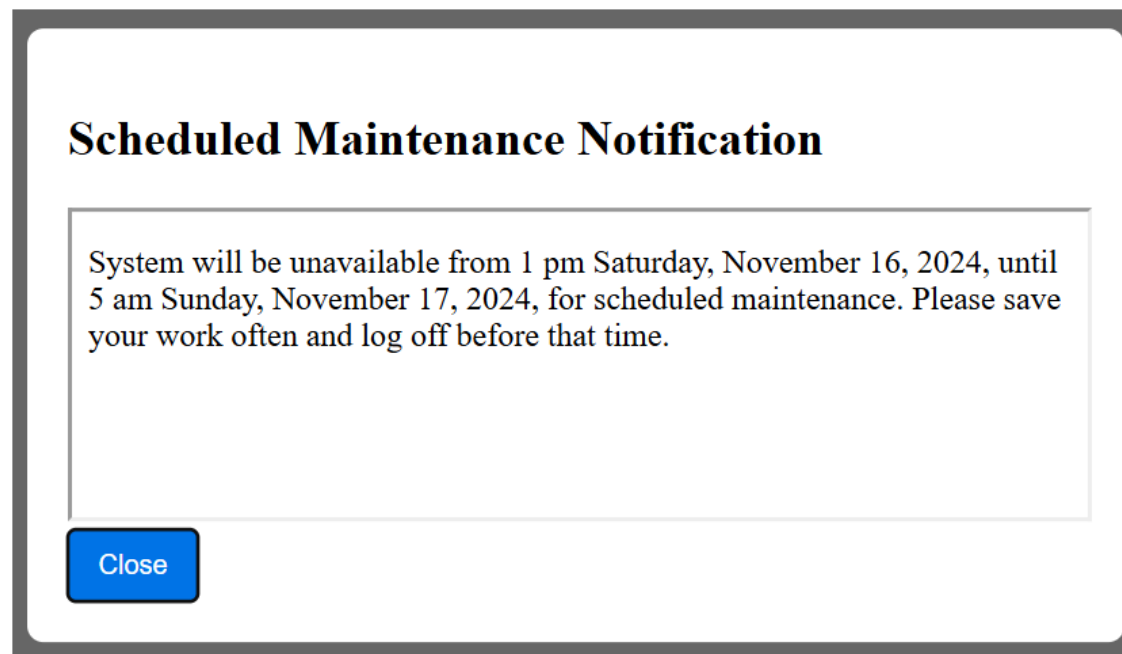 Scheduled Maintenance Notification
System will be unavailable from 1 pm Saturday, November 16, 2024, until
5 am Sunday, November 17, 2024, for scheduled maintenance. Please save
your work often and log off before that time.
Close